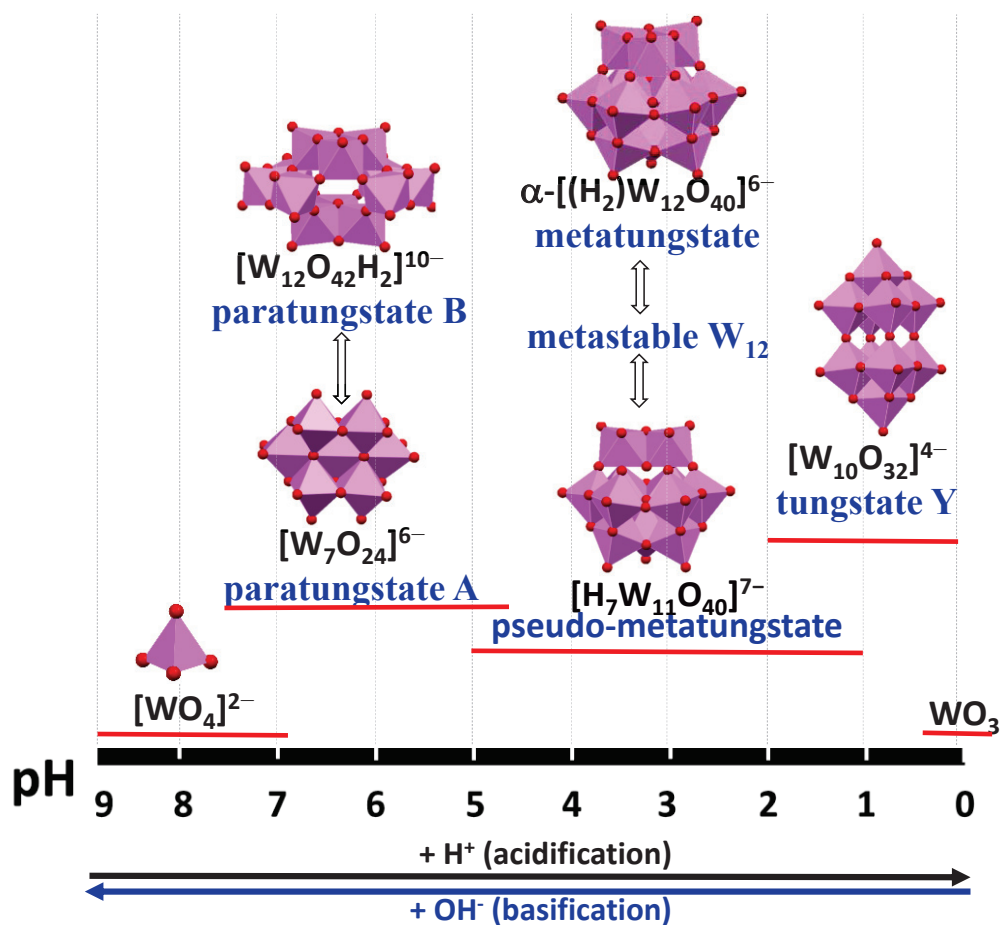 α-[(H₂)W₁₂O₄₀]⁶⁻
metatungstate
[W₁₂O₄₂H₂]¹⁰⁻
paratungstate B
metastable W₁₂
[W₁₀O₃₂]⁴⁻
tungstate Y
[W₇O₂₄]⁶⁻
paratungstate A
[H₇W₁₁O₄₀]⁷⁻
pseudo-metatungstate
[WO₄]²⁻
WO₃
pH
9 8 7 6 5 4 3 2 1 0
+ H⁺ (acidification)
+ OH⁻ (basification)